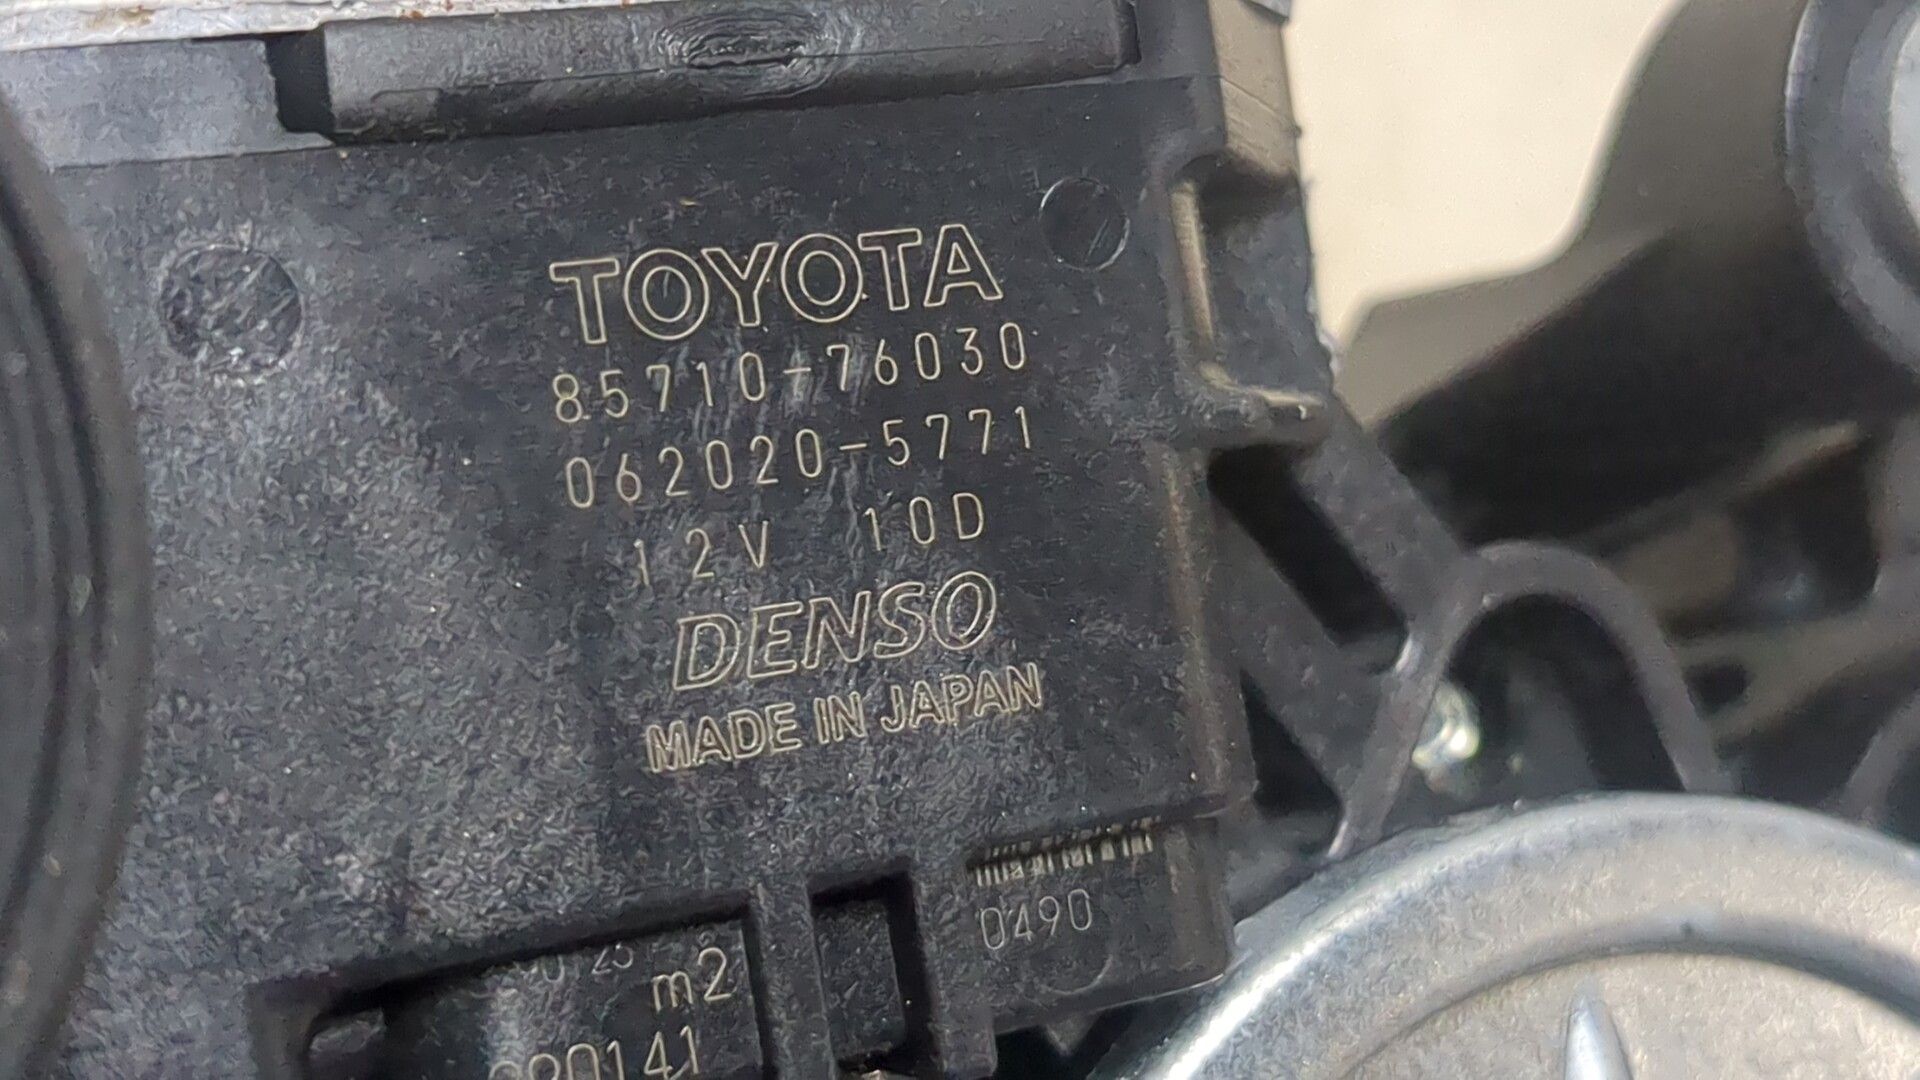 TOYOTA
85710-76030
062020-5771
12V 10D
DENSO
MADE IN JAPAN
0490
m2